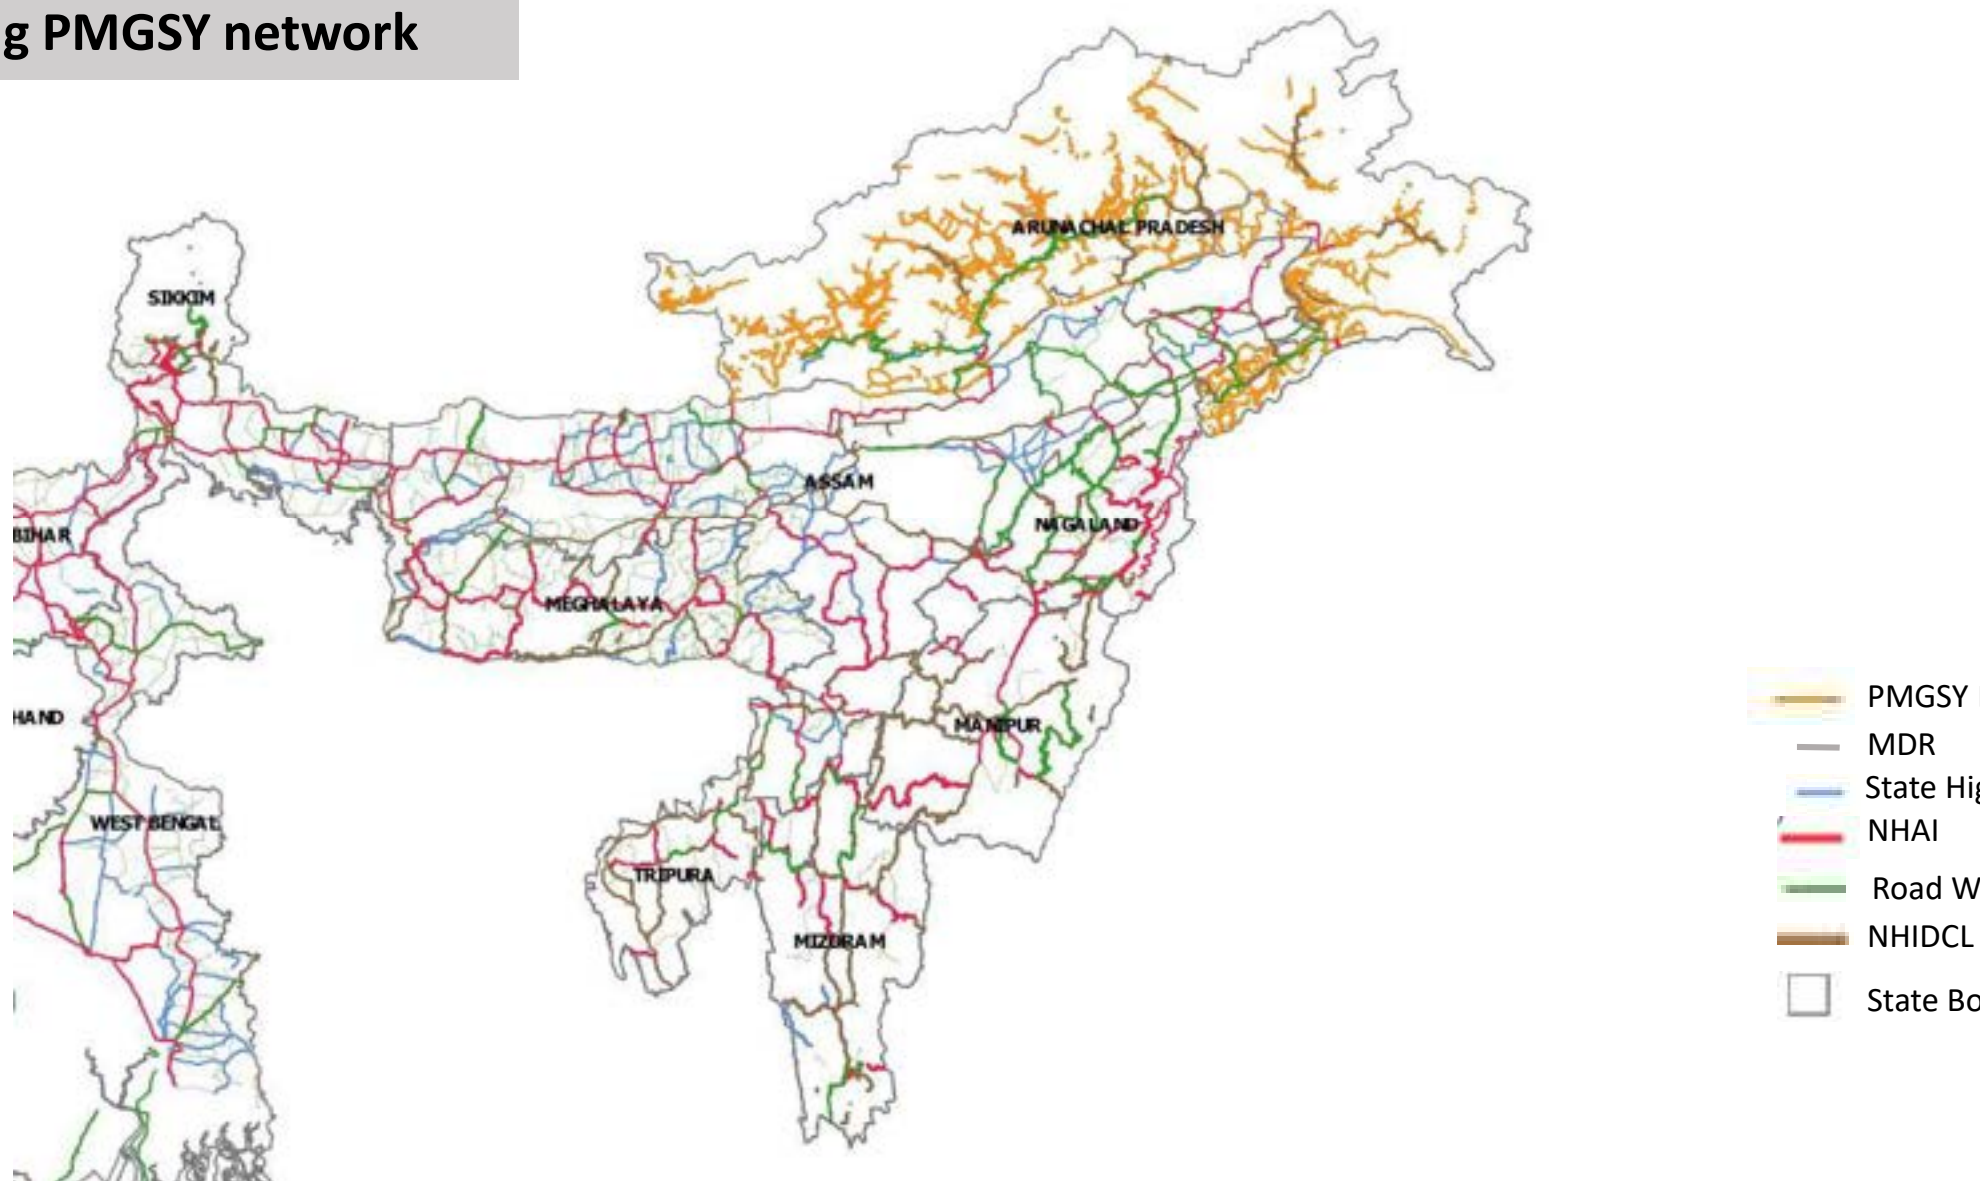 g PMGSY network
ARUNACHAL PRADESH
SIKKIM
ASSAM
NAGALAND
BIHAR
MEGHALAYA
HAND
MANIPUR
WEST BENGAL
TRIPURA
MIZORAM
PMGSY
MDR
State Hig
NHAI
Road W
NHIDCL
State Bo